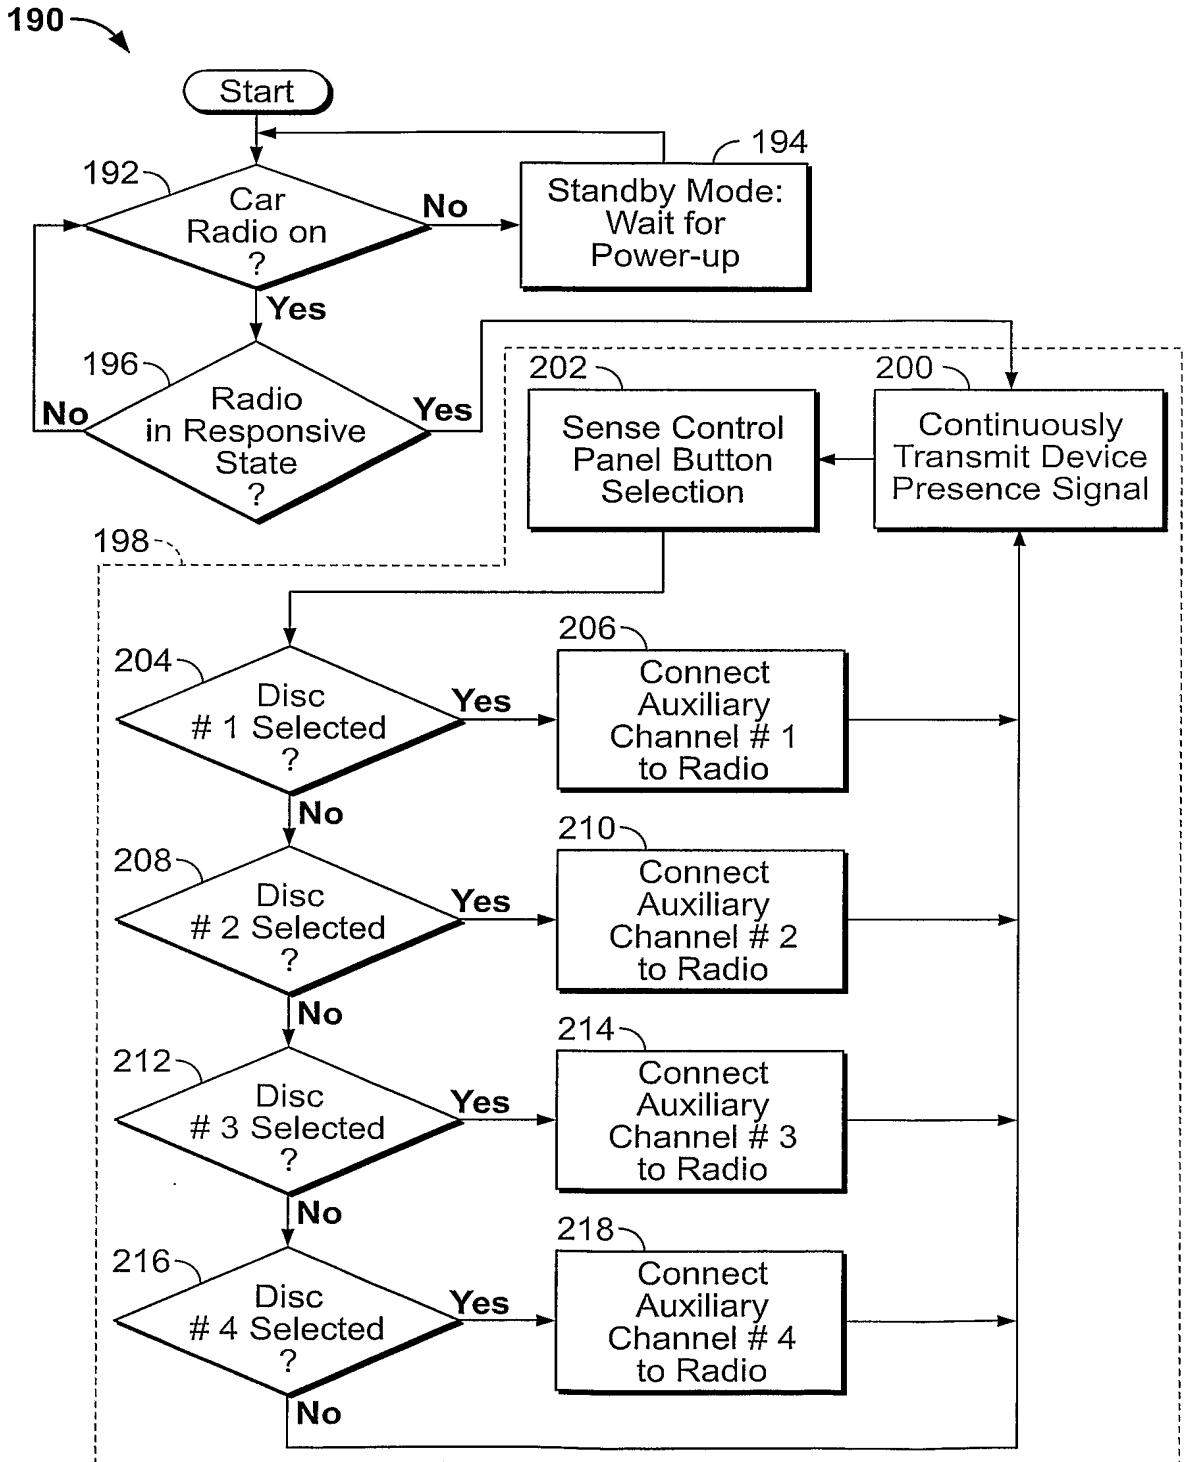 190
Start
192
Car
Radio on
?
No
194
Standby Mode:
Wait for
Power-up
Yes
196
Radio
in Responsive
State
?
No
Yes
202
Sense Control
Panel Button
Selection
200
Continuously
Transmit Device
Presence Signal
198
204
Disc
# 1 Selected
?
Yes
206
Connect
Auxiliary
Channel # 1
to Radio
No
208
Disc
# 2 Selected
?
Yes
210
Connect
Auxiliary
Channel # 2
to Radio
No
212
Disc
# 3 Selected
?
Yes
214
Connect
Auxiliary
Channel # 3
to Radio
No
216
Disc
# 4 Selected
?
Yes
218
Connect
Auxiliary
Channel # 4
to Radio
No